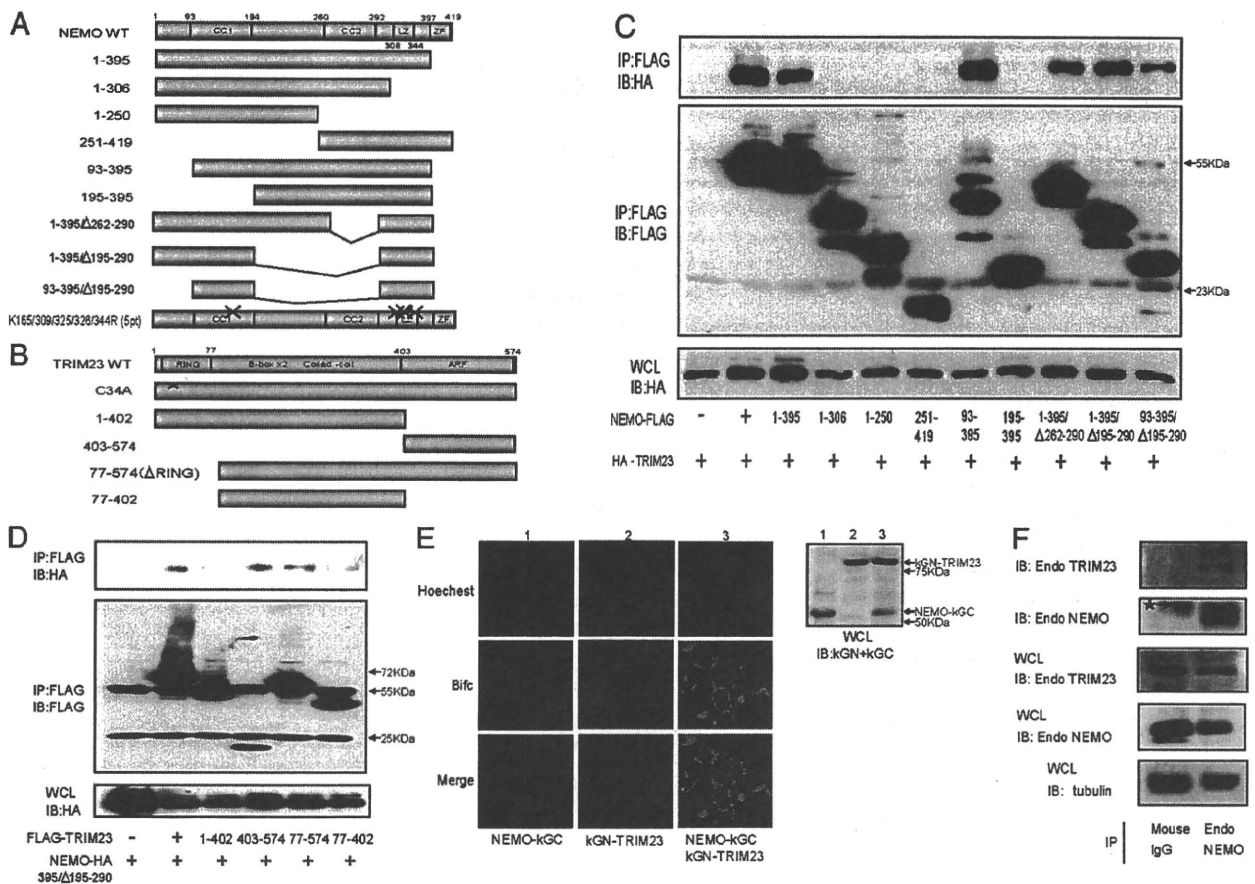 A
1 93 194 260 292 397 419
NEMO WT
CC1 CC2 LZ ZF
308 344
1-395
1-306
1-250
251-419
93-395
195-395
1-395/Δ262-290
1-395/Δ195-290
93-395/Δ195-290
K165/309/325/326/344R (5pt)
CC1 CC2 ZF
B
1 77 403 574
TRIM23 WT
RING B-box x2 Coiled-coil ARF
C34A
1-402
403-574
77-574(ΔRING)
77-402
C
IP:FLAG
IB:HA
IP:FLAG
IB:FLAG
55KDa
23KDa
WCL
IB:HA
NEMO-FLAG - + 1-395 1-306 1-250 251-419 93-395 195-395 1-395/Δ262-290 1-395/Δ195-290 93-395/Δ195-290
HA-TRIM23 + + + + + + + + + + +
D
IP:FLAG
IB:HA
IP:FLAG
IB:FLAG
72KDa
55KDa
25KDa
WCL
IB:HA
FLAG-TRIM23 - + 1-402 403-574 77-574 77-402
NEMO-HA + + + + + +
395/Δ195-290
E
1 2 3
Hoechest
Bifc
Merge
NEMO-kGC kGN-TRIM23 NEMO-kGC
kGN-TRIM23
1 2 3
kGN-TRIM23
75KDa
NEMO-kGC
50KDa
WCL
IB:kGN+kGC
F
IB: Endo TRIM23
* IB: Endo NEMO
WCL
IB: Endo TRIM23
WCL
IB: Endo NEMO
WCL
IB: tubulin
IP
Mouse IgG
Endo NEMO